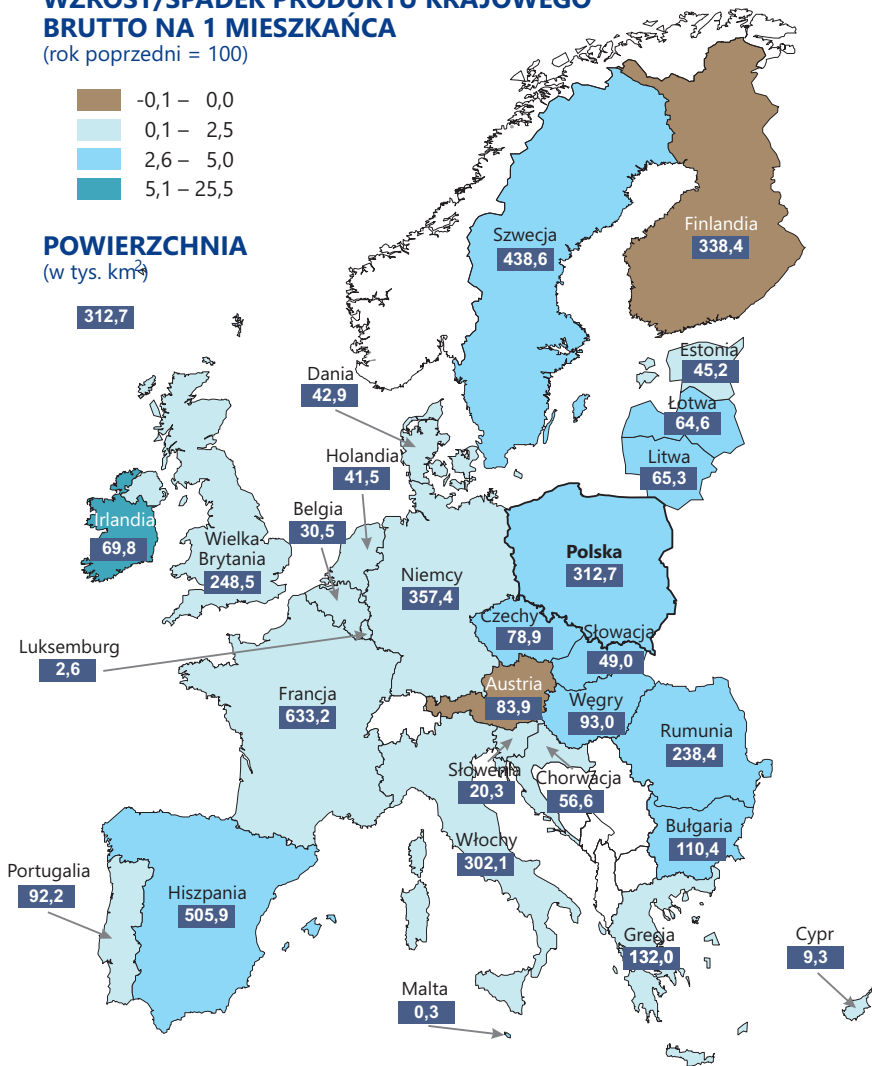 WZROST/SPADEK PRODUKTU KRAJOWEGO
BRUTTO NA 1 MIESZKAŃCA
(rok poprzedni = 100)
-0,1 – 0,0
0,1 – 2,5
2,6 – 5,0
5,1 – 25,5
POWIERZCHNIA
(w tys. km²)
312,7
Finlandia
338,4
Szwecja
438,6
Estonia
45,2
Dania
42,9
Łotwa
64,6
Holandia
41,5
Litwa
65,3
Belgia
30,5
Irlandia
69,8
Wielka
Brytania
248,5
Polska
312,7
Niemcy
357,4
Czechy
78,9
Słowacja
49,0
Luksemburg
2,6
Austria
83,9
Francja
633,2
Węgry
93,0
Rumunia
238,4
Słowenia
20,3
Chorwacja
56,6
Bułgaria
110,4
Włochy
302,1
Portugalia
92,2
Hiszpania
505,9
Grecja
132,0
Cypr
9,3
Malta
0,3